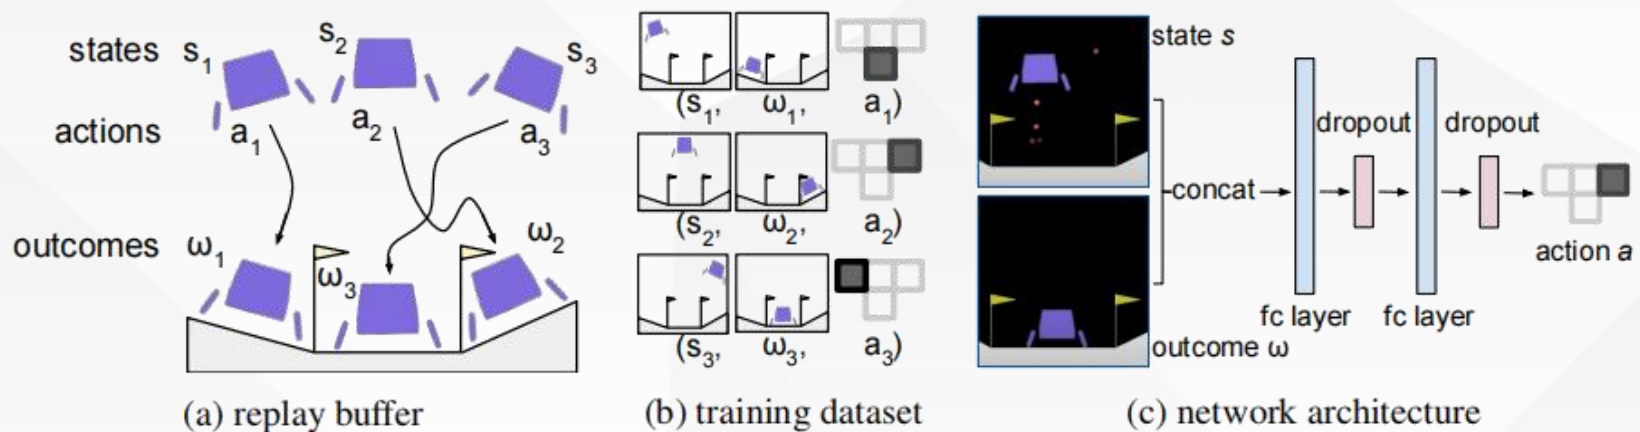 states s1 s2 s3
actions a1 a2 a3
outcomes ω1 ω3 ω2
(a) replay buffer
(s1, ω1, a1)
(s2, ω2, a2)
(s3, ω3, a3)
(b) training dataset
state s
concat
outcome ω
dropout dropout
fc layer fc layer
action a
(c) network architecture